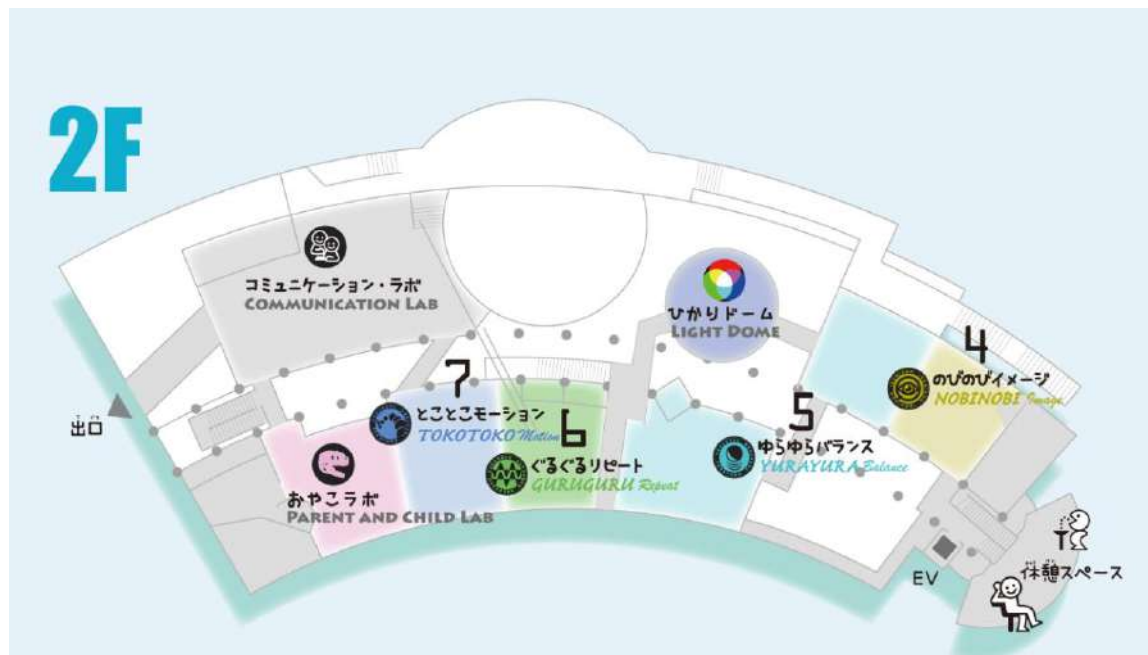 2F
コミュニケーション・ラボ
COMMUNICATION LAB
ひかりドーム
LIGHT DOME
4
のびのびイメージ
NOBINOBI Image
7
とことこモーション
TOKOTOKO Motion
6
ぐるぐるリピート
GURUGURU Repeat
5
ゆらゆらバランス
YURAYURA Balance
出口
おやこラボ
PARENT AND CHILD LAB
EV
休憩スペース